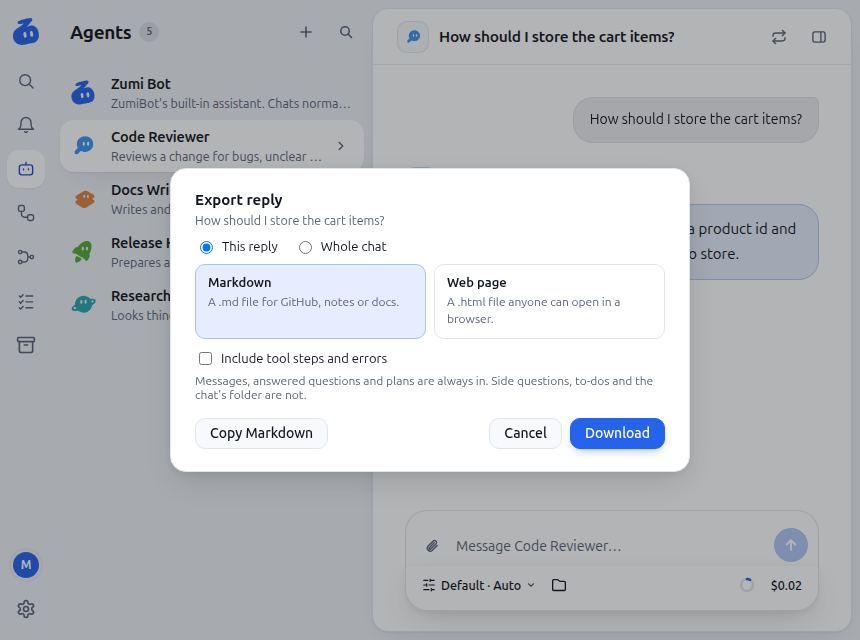 Agents 5
How should I store the cart items?
Zumi Bot
ZumiBot's built-in assistant. Chats norma…
How should I store the cart items?
Code Reviewer
Reviews a change for bugs, unclear …
Docs Wri
Writes and
Release
Prepares a
Research
Looks thin
a product id and
o store.
Export reply
How should I store the cart items?
This reply
Whole chat
Markdown
A .md file for GitHub, notes or docs.
Web page
A .html file anyone can open in a
browser.
Include tool steps and errors
Messages, answered questions and plans are always in. Side questions, to-dos and the
chat's folder are not.
Copy Markdown
Cancel
Download
Message Code Reviewer…
Default · Auto
$0.02
M